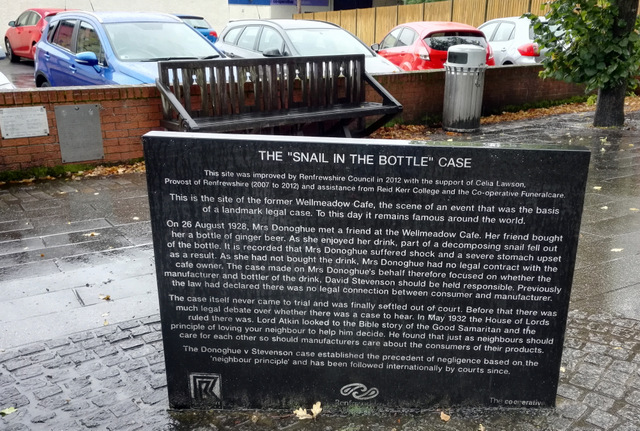 THE "SNAIL IN THE BOTTLE" CASE
This site was improved by Renfrewshire Council in 2012 with the support of Celia Lawson,
Provost of Renfrewshire (2007 to 2012) and assistance from Reid Kerr College and the Co-operative Funeralcare.
This is the site of the former Wellmeadow Cafe, the scene of an event that was the basis
of a landmark legal case. To this day it remains famous around the world.
On 26 August 1928, Mrs Donoghue met a friend at the Wellmeadow Cafe. Her friend bought
her a bottle of ginger beer. As she enjoyed her drink, part of a decomposing snail fell out
of the bottle. It is recorded that Mrs Donoghue suffered shock and a severe stomach upset
as a result. As she had not bought the drink, Mrs Donoghue had no legal contract with the
cafe owner. The case made on Mrs Donoghue's behalf therefore focused on whether the
manufacturer and bottler of the drink, David Stevenson should be held responsible. Previously
the law had declared there was no legal connection between consumer and manufacturer.
The case itself never came to trial and was finally settled out of court. Before that there was
much legal debate over whether there was a case to hear. In May 1932 the House of Lords
ruled there was. Lord Atkin looked to the Bible story of the Good Samaritan and the
principle of loving your neighbour to help him decide. He found that just as neighbours should
care for each other so should manufacturers care about the consumers of their products.
The Donoghue v Stevenson case established the precedent of negligence based on the
'neighbour principle' and has been followed internationally by courts since.
The co-operative